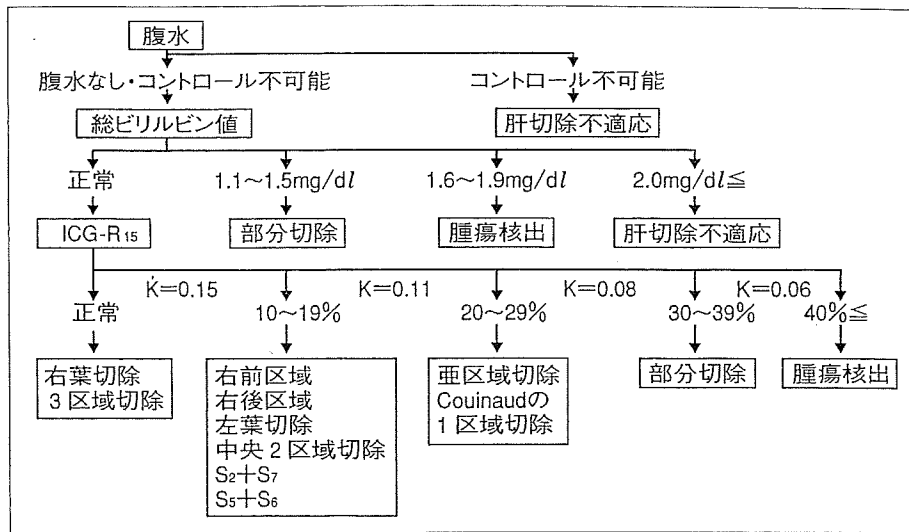 腹水
腹水なし・コントロール不可能
コントロール不可能
総ビリルビン値
肝切除不適応
正常
1.1~1.5mg/dl
1.6~1.9mg/dl
2.0mg/dl≦
ICG-R15
部分切除
腫瘍核出
肝切除不適応
K=0.15
K=0.11
K=0.08
K=0.06
正常
10~19%
20~29%
30~39%
40%≦
右葉切除
3区域切除
右前区域
右後区域
左葉切除
中央2区域切除
S2+S7
S5+S6
亜区域切除
Couinaudの
1区域切除
部分切除
腫瘍核出